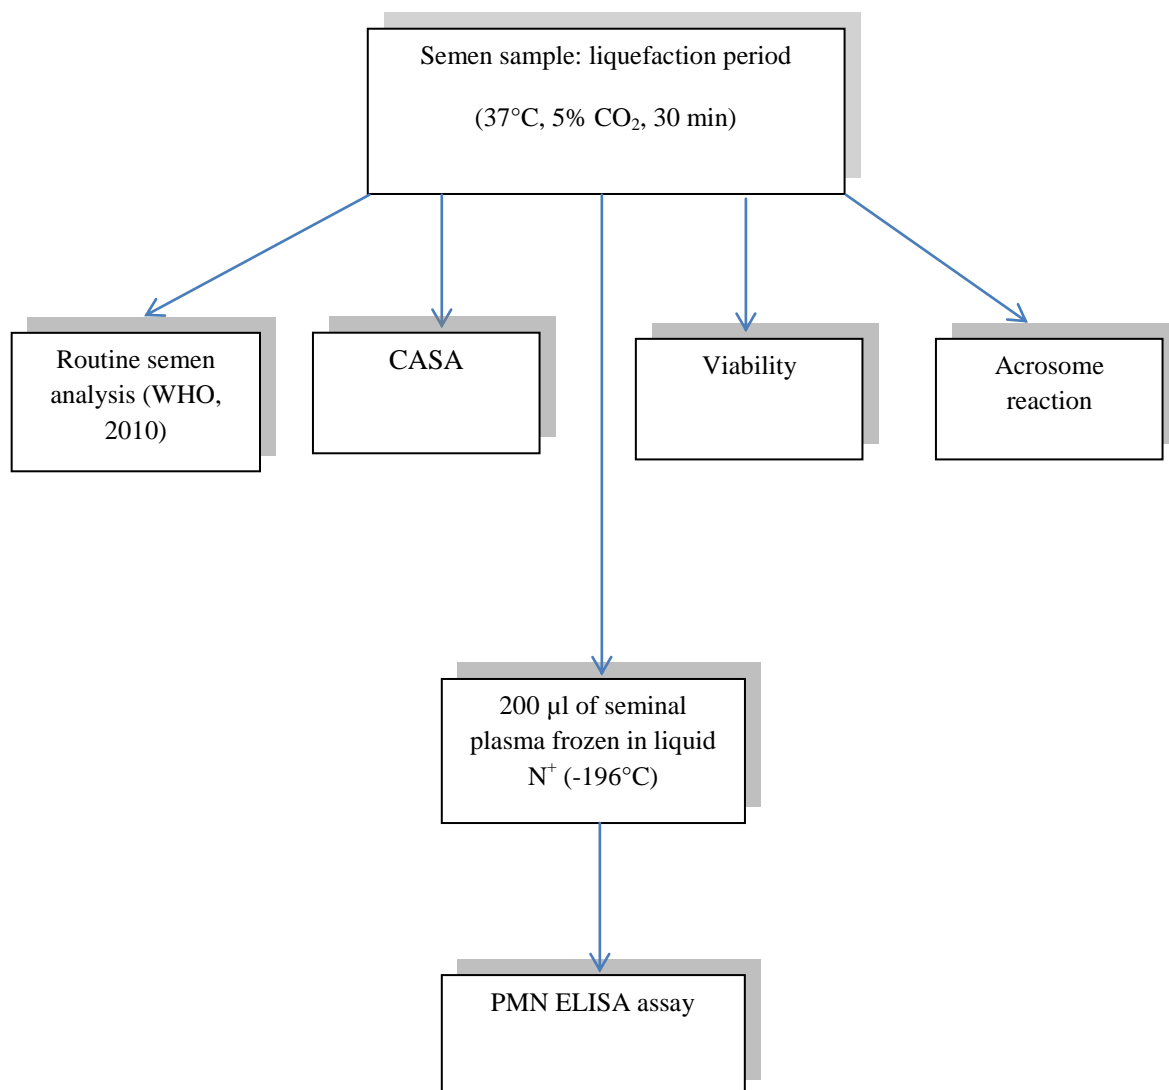 Semen sample: liquefaction period
(37°C, 5% CO₂, 30 min)
Routine semen
analysis (WHO,
2010)
CASA
Viability
Acrosome
reaction
200 µl of seminal
plasma frozen in liquid
N⁺ (-196°C)
PMN ELISA assay